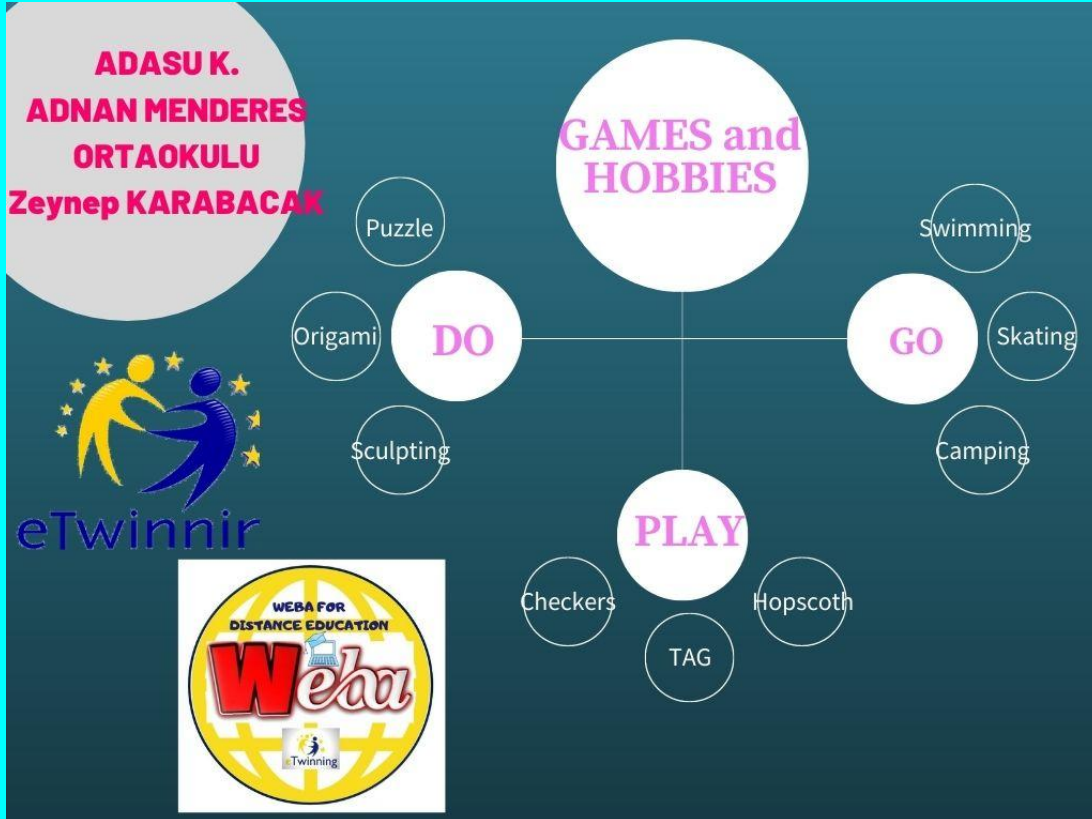 ADASU K.
ADNAN MENDERES
ORTAOKULU
Zeynep KARABACAK
GAMES and
HOBBIES
DO
Puzzle
Origami
Sculpting
GO
Swimming
Skating
Camping
PLAY
Checkers
TAG
Hopscoth
eTwinnir
WEBA FOR
DISTANCE EDUCATION
Weba
eTwinning